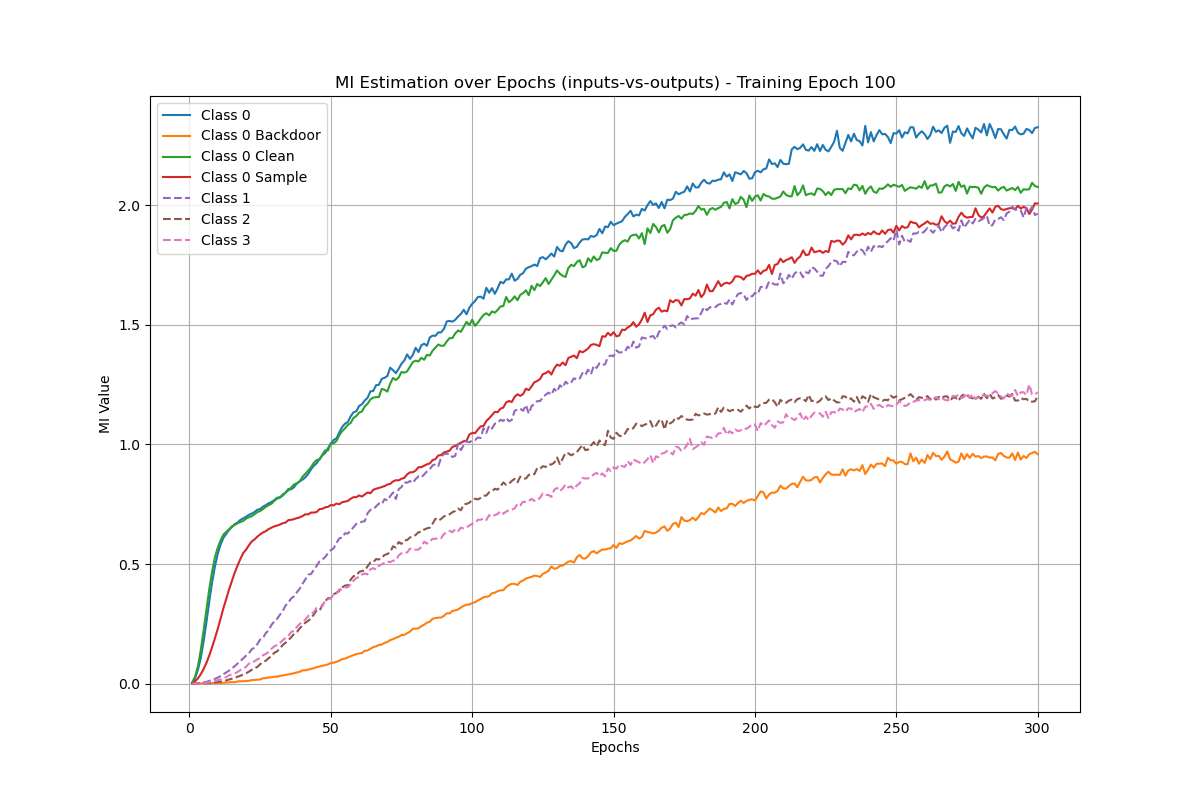 MI Estimation over Epochs (inputs-vs-outputs) - Training Epoch 100
Class 0
Class 0 Backdoor
Class 0 Clean
Class 0 Sample
Class 1
Class 2
Class 3
2.0
1.5
1.0
0.5
0.0
MI Value
0 50 100 150 200 250 300
Epochs